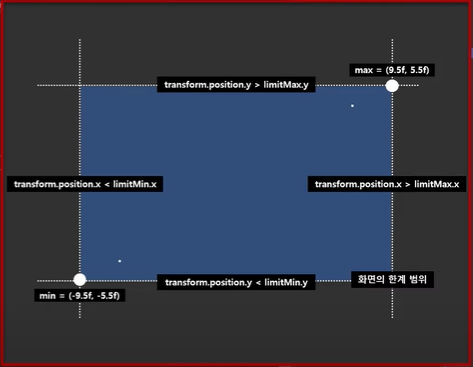 max = (9.5f, 5.5f)
transform.position.y > limitMax.y
transform.position.x < limitMin.x
transform.position.x > limitMax.x
화면의 한계 범위
transform.position.y < limitMin.y
min = (-9.5f, -5.5f)